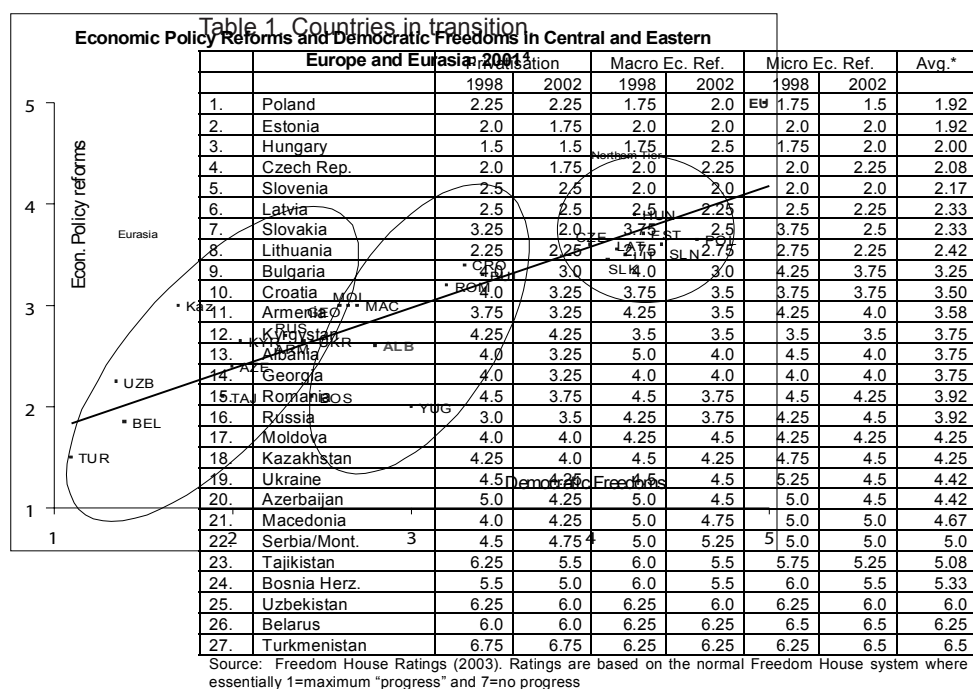 Table 1. Countries in transition
Economic Policy Reforms and Democratic Freedoms in Central and Eastern
Europe and Eurasia: 2001⁴
Privatisation Macro Ec. Ref. Micro Ec. Ref. Avg.*
1998 2002 1998 2002 1998 2002
1. Poland 2.25 2.25 1.75 2.0 1.75 1.5 1.92
2. Estonia 2.0 1.75 2.0 2.0 2.0 2.0 1.92
3. Hungary 1.5 1.5 1.75 2.5 1.75 2.0 2.00
4. Czech Rep. 2.0 1.75 2.0 2.25 2.0 2.0 2.08
5. Slovenia 2.5 2.5 2.0 2.0 2.0 2.0 2.17
6. Latvia 2.5 2.5 2.5 2.25 2.5 2.25 2.33
7. Slovakia 3.25 2.0 3.75 2.5 3.75 2.5 2.33
8. Lithuania 2.25 2.25 2.75 2.75 2.75 2.25 2.42
9. Bulgaria 4.0 3.0 4.0 3.0 4.25 3.75 3.25
10. Croatia 4.0 3.25 3.75 3.5 3.75 3.75 3.50
11. Armenia 3.75 3.25 4.25 3.5 4.25 4.0 3.58
12. Kyrgystan 4.25 4.25 3.5 3.5 3.5 3.5 3.75
13. Albania 4.0 3.25 5.0 4.0 4.5 4.0 3.75
14. Georgia 4.0 3.25 4.0 4.0 4.0 4.0 3.75
15. Romania 4.5 3.75 4.5 3.75 4.5 4.25 3.92
16. Russia 3.0 3.5 4.5 3.75 4.25 4.5 3.92
17. Moldova 4.0 4.0 4.25 4.5 4.25 4.25 4.25
18. Kazakhstan 4.25 4.0 4.5 4.25 4.75 4.5 4.25
19. Ukraine 4.5 4.25 4.5 4.5 5.25 4.5 4.42
20. Azerbaijan 5.0 4.25 5.0 4.5 5.0 4.5 4.42
21. Macedonia 4.0 4.25 5.0 4.75 5.0 5.0 4.67
22. Serbia/Mont. 4.5 4.75 5.0 5.25 5.0 5.0 5.0
23. Tajikistan 6.25 5.5 6.0 5.5 5.75 5.25 5.08
24. Bosnia Herz. 5.5 5.0 6.0 5.5 6.0 5.5 5.33
25. Uzbekistan 6.25 6.0 6.25 6.0 6.25 6.0 6.0
26. Belarus 6.0 6.0 6.25 6.25 6.5 6.5 6.25
27. Turkmenistan 6.75 6.75 6.25 6.25 6.25 6.5 6.5
Source: Freedom House Ratings (2003). Ratings are based on the normal Freedom House system where
essentially 1=maximum “progress” and 7=no progress
Econ. Policy reforms
5
4
3
2
1
EU
Northern Tier
Eurasia
HUN
CZE EST POL
LAT LIT SLN
SLK
CRO
BUL
ROM
Kaz
MOL
GEO MAC
RUS
KYR UKR
ARM ALB
AZE
UZB
TAJ BOS
YUG
BEL
TUR
Democratic Freedoms
1 2 3 4 5